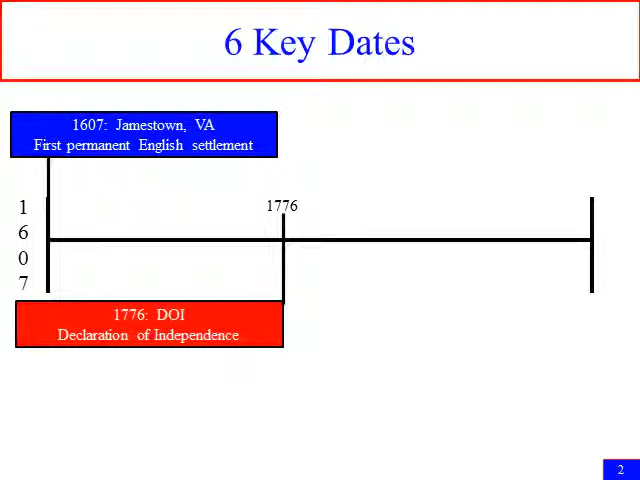 6 Key Dates
1607: Jamestown, VA
First permanent English settlement
1
6
0
7
1776
1776: DOI
Declaration of Independence
2